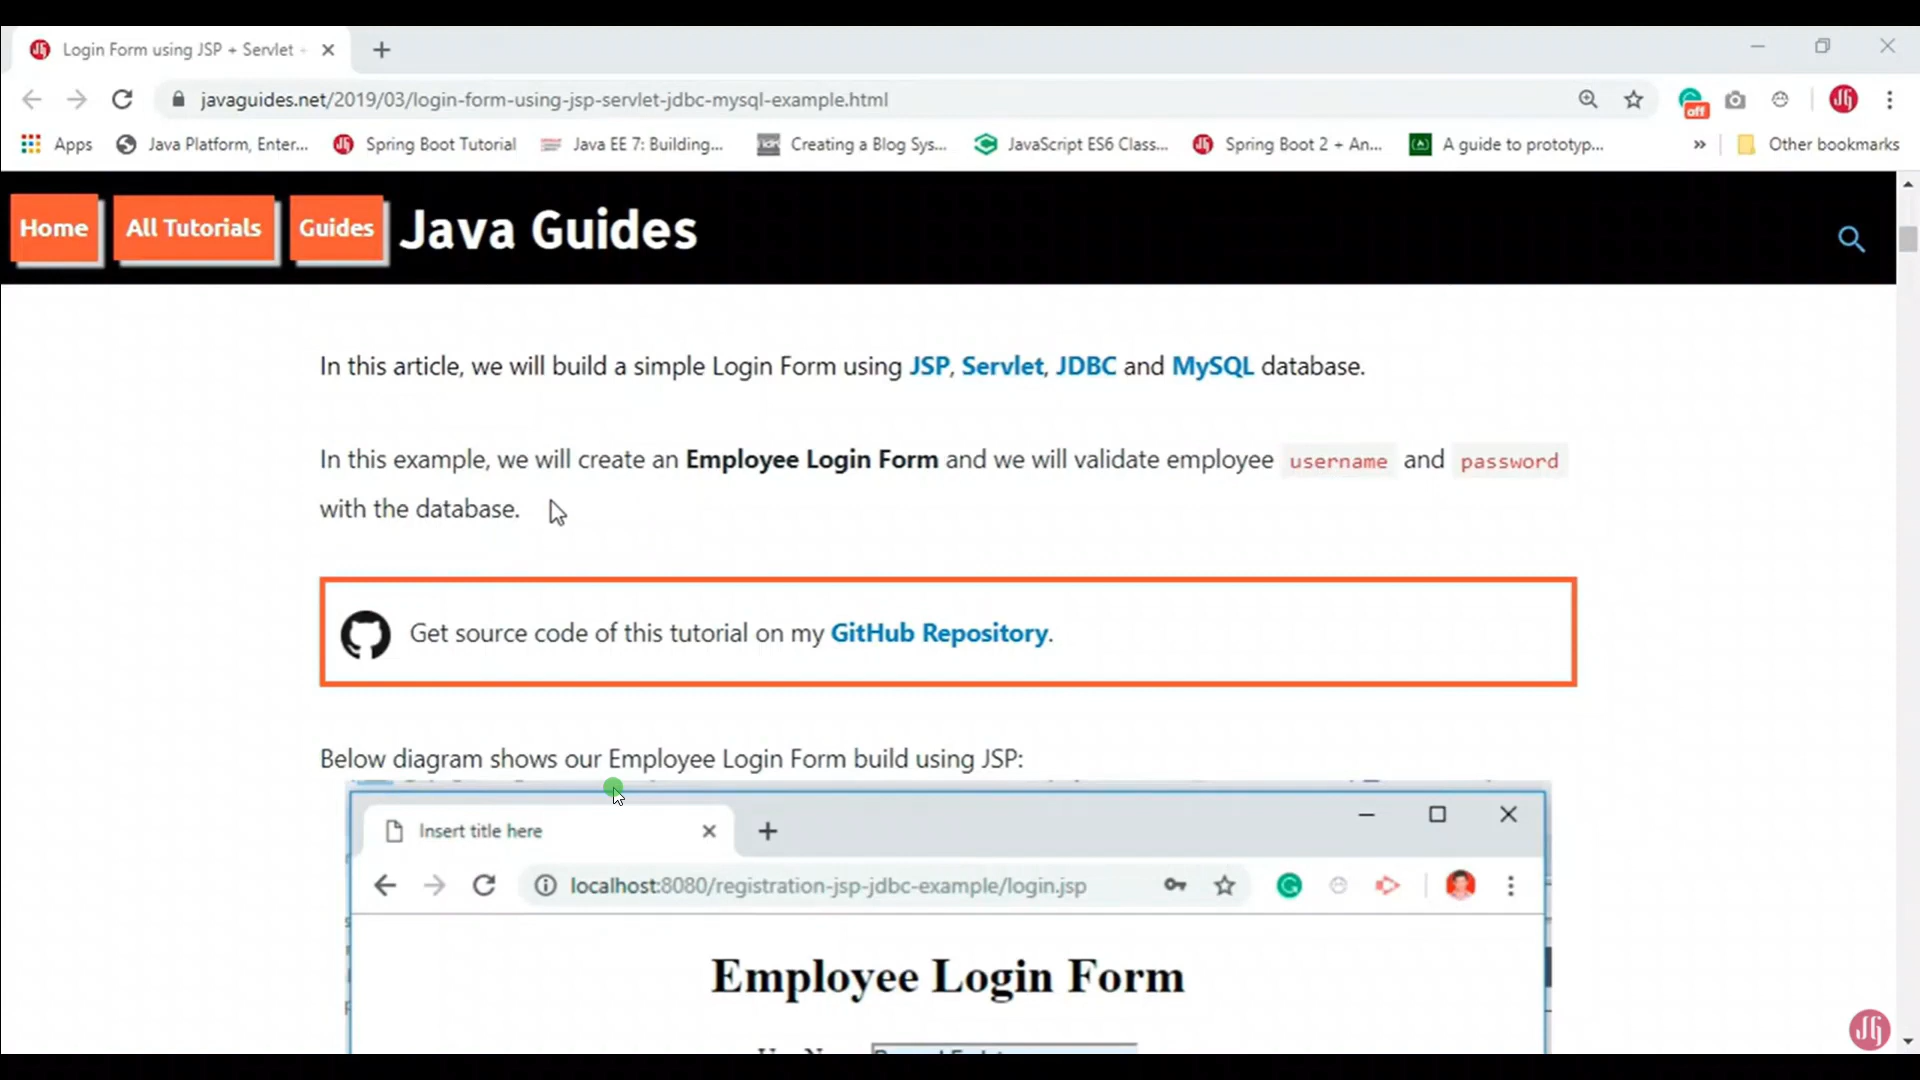 Login Form using JSP + Servlet
javaguides.net/2019/03/login-form-using-jsp-servlet-jdbc-mysql-example.html
off
Apps Java Platform, Enter... Spring Boot Tutorial Java EE 7: Building... Creating a Blog Sys... JavaScript ES6 Class... Spring Boot 2 + An... A guide to prototyp... » Other bookmarks
Home All Tutorials Guides Java Guides
In this article, we will build a simple Login Form using JSP, Servlet, JDBC and MySQL database.
In this example, we will create an Employee Login Form and we will validate employee username and password
with the database.
Get source code of this tutorial on my GitHub Repository.
Below diagram shows our Employee Login Form build using JSP:
Insert title here
localhost:8080/registration-jsp-jdbc-example/login.jsp
Employee Login Form
JG